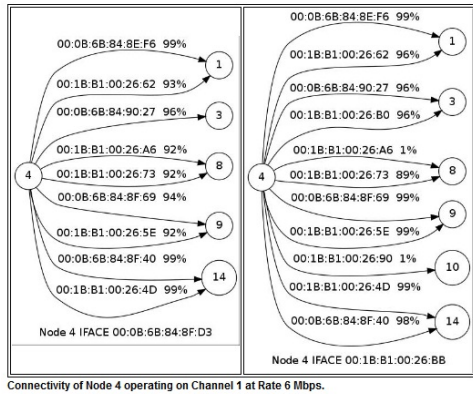 00:0B:6B:84:8E:F6 99%
1
00:1B:B1:00:26:62 93%
00:0B:6B:84:90:27 96%
3
00:1B:B1:00:26:A6 92%
4
8
00:1B:B1:00:26:73 92%
00:0B:6B:84:8F:69 94%
9
00:1B:B1:00:26:5E 92%
00:0B:6B:84:8F:40 99%
14
00:1B:B1:00:26:4D 99%
Node 4 IFACE 00:0B:6B:84:8F:D3
00:0B:6B:84:8E:F6 99%
1
00:1B:B1:00:26:62 96%
00:0B:6B:84:90:27 96%
3
00:1B:B1:00:26:B0 96%
00:1B:B1:00:26:A6 1%
4
8
00:1B:B1:00:26:73 89%
00:0B:6B:84:8F:69 99%
9
00:1B:B1:00:26:5E 99%
00:1B:B1:00:26:90 1%
10
00:1B:B1:00:26:4D 99%
00:0B:6B:84:8F:40 98%
14
Node 4 IFACE 00:1B:B1:00:26:BB
Connectivity of Node 4 operating on Channel 1 at Rate 6 Mbps.